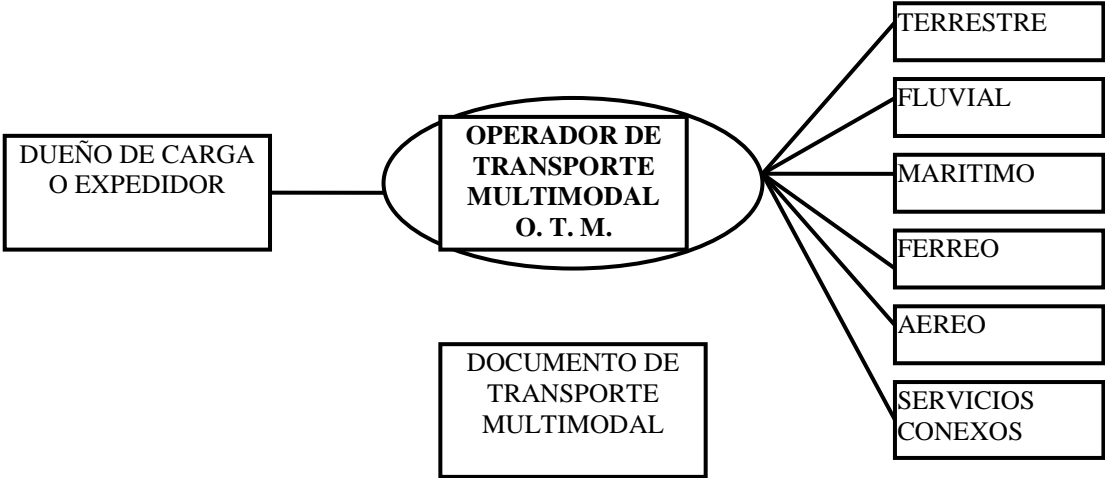 DUEÑO DE CARGA
O EXPEDIDOR
OPERADOR DE
TRANSPORTE
MULTIMODAL
O. T. M.
DOCUMENTO DE
TRANSPORTE
MULTIMODAL
TERRESTRE
FLUVIAL
MARITIMO
FERREO
AEREO
SERVICIOS
CONEXOS